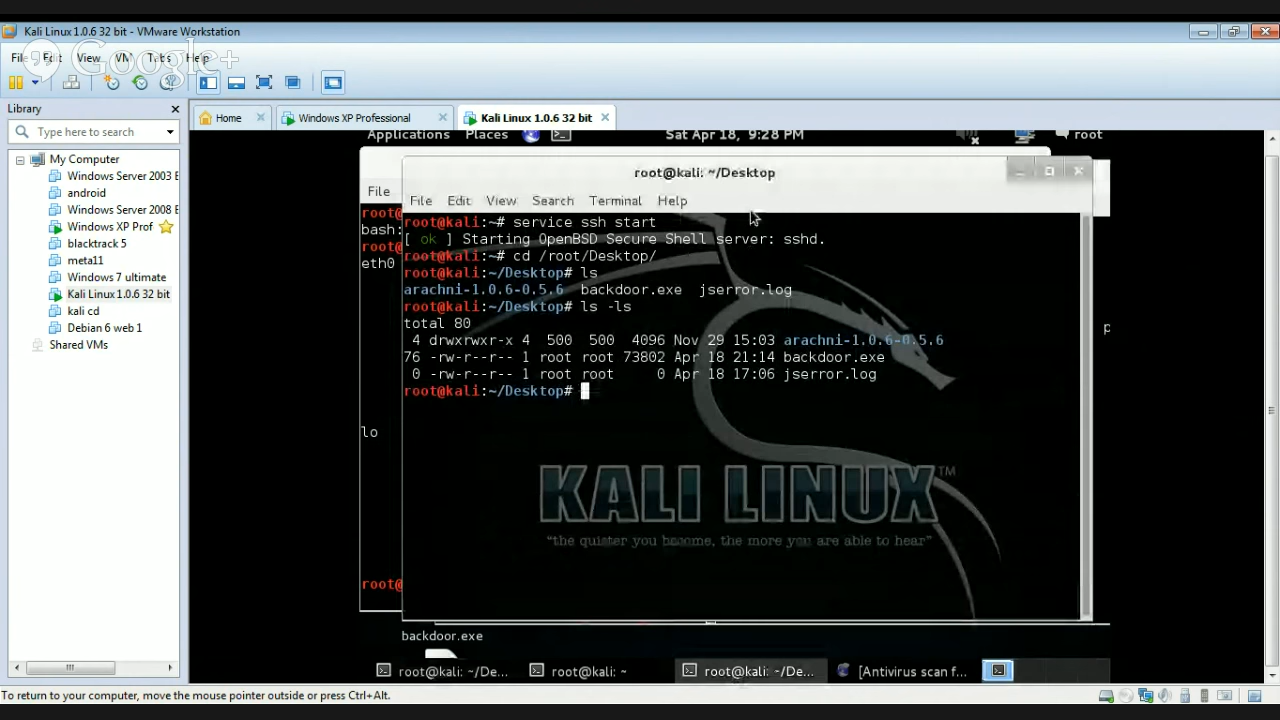 Kali Linux 1.0.6 32 bit - VMware Workstation
File Edit View VM Tabs Help
Google+
Library
Type here to search
My Computer
Windows Server 2003 E
android
Windows Server 2008 E
Windows XP Prof
blacktrack 5
meta11
Windows 7 ultimate
Kali Linux 1.0.6 32 bit
kali cd
Debian 6 web 1
Shared VMs
Home
Windows XP Professional
Kali Linux 1.0.6 32 bit
Applications Places Sat Apr 18, 9:28 PM root
File
root@
bash:
root@
eth0
lo
root@
p
root@kali: ~/Desktop
File Edit View Search Terminal Help
root@kali:~# service ssh start
[ ok ] Starting OpenBSD Secure Shell server: sshd.
root@kali:~# cd /root/Desktop/
root@kali:~/Desktop# ls
arachni-1.0.6-0.5.6 backdoor.exe jserror.log
root@kali:~/Desktop# ls -ls
total 80
4 drwxrwxr-x 4 500 500 4096 Nov 29 15:03 arachni-1.0.6-0.5.6
76 -rw-r--r-- 1 root root 73802 Apr 18 21:14 backdoor.exe
0 -rw-r--r-- 1 root root 0 Apr 18 17:06 jserror.log
root@kali:~/Desktop#
KALI LINUX™
"the quieter you become, the more you are able to hear"
backdoor.exe
root@kali: ~/De...
root@kali: ~
root@kali: ~/De...
[Antivirus scan f...
To return to your computer, move the mouse pointer outside or press Ctrl+Alt.